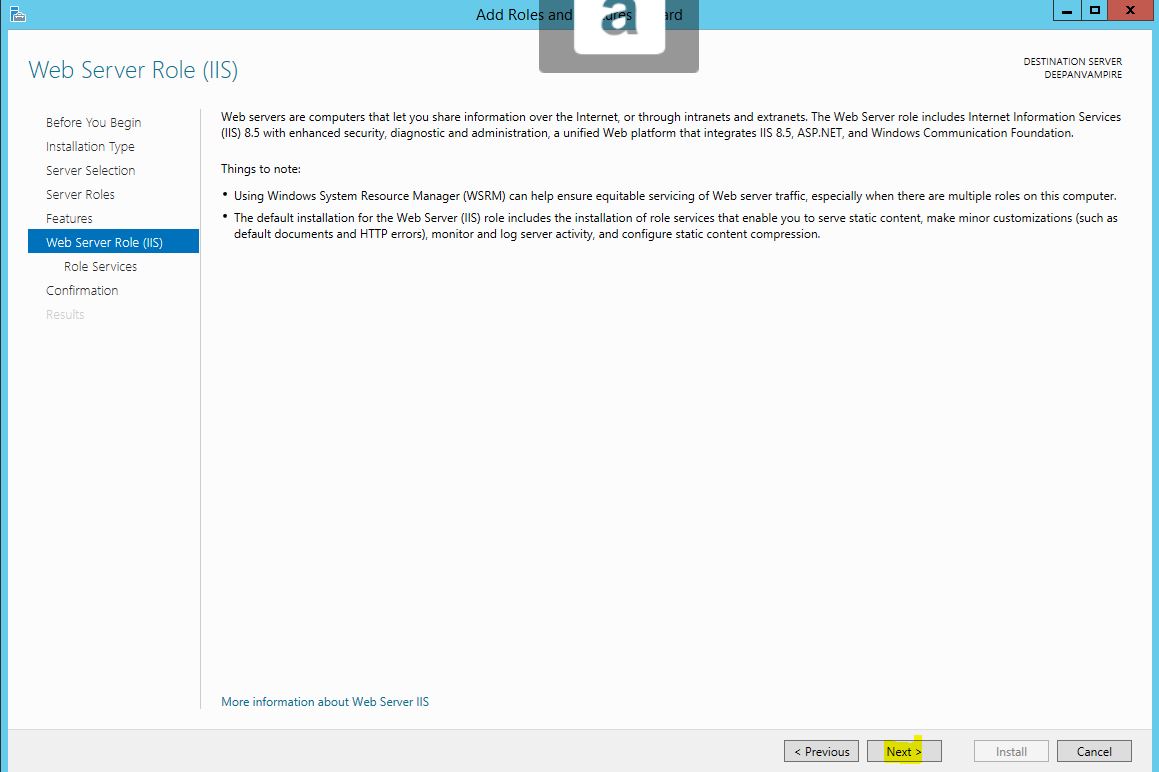 Add Roles and
a
ures
ard
X
Web Server Role (IIS)
DESTINATION SERVER
DEEPANVAMPIRE
Before You Begin
Installation Type
Server Selection
Server Roles
Features
Web Server Role (IIS)
Role Services
Confirmation
Results
Web servers are computers that let you share information over the Internet, or through intranets and extranets. The Web Server role includes Internet Information Services
(IIS) 8.5 with enhanced security, diagnostic and administration, a unified Web platform that integrates IIS 8.5, ASP.NET, and Windows Communication Foundation.
Things to note:
• Using Windows System Resource Manager (WSRM) can help ensure equitable servicing of Web server traffic, especially when there are multiple roles on this computer.
• The default installation for the Web Server (IIS) role includes the installation of role services that enable you to serve static content, make minor customizations (such as
default documents and HTTP errors), monitor and log server activity, and configure static content compression.
More information about Web Server IIS
< Previous
Next >
Install
Cancel